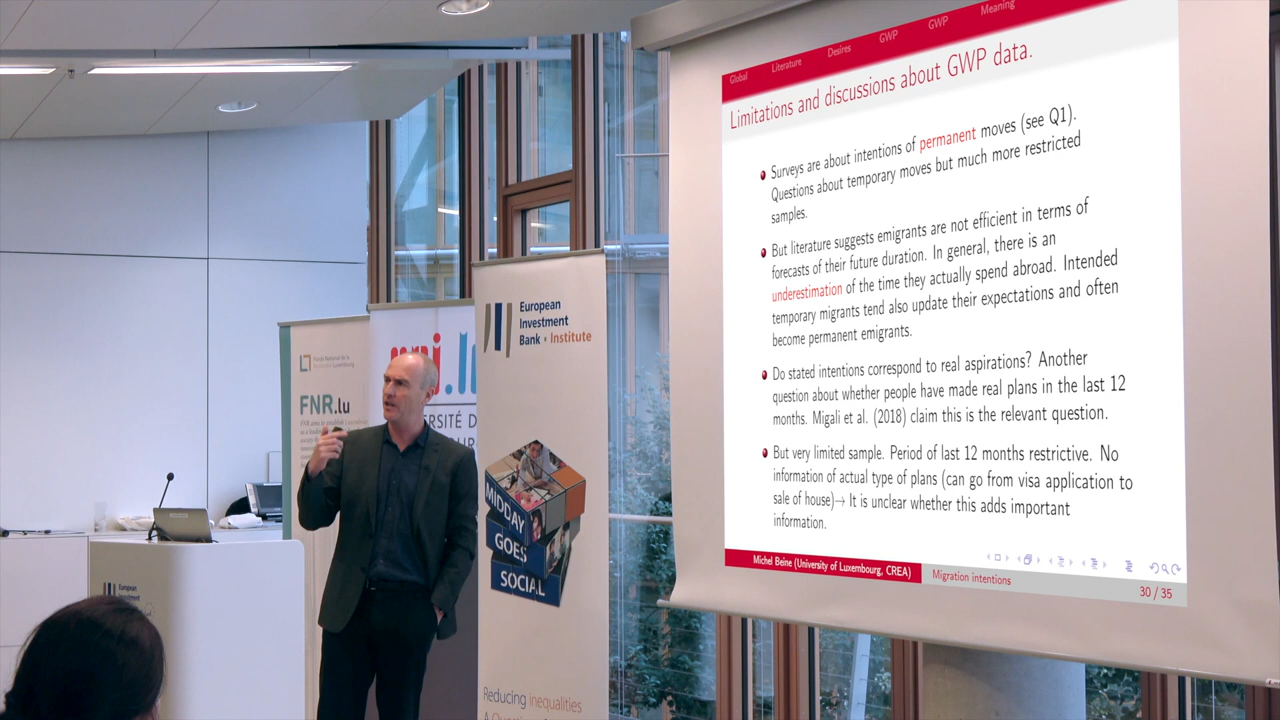 Global Literature Desires GWP GWP Meaning
Limitations and discussions about GWP data.
Surveys are about intentions of permanent moves (see Q1).
Questions about temporary moves but much more restricted
samples.
But literature suggests emigrants are not efficient in terms of
forecasts of their future duration. In general, there is an
underestimation of the time they actually spend abroad. Intended
temporary migrants tend also update their expectations and often
become permanent emigrants.
Do stated intentions correspond to real aspirations? Another
question about whether people have made real plans in the last 12
months. Migali et al. (2018) claim this is the relevant question.
But very limited sample. Period of last 12 months restrictive. No
information of actual type of plans (can go from visa application to
sale of house)→ It is unclear whether this adds important
information.
Michel Beine (University of Luxembourg, CREA)
Migration intentions
30 / 35
European
Investment
Bank • Institute
MIDDAY
GOES
SOCIAL
Reducing inequalities
Fonds National de la
Recherche Luxembourg
FNR.lu
European
Investment